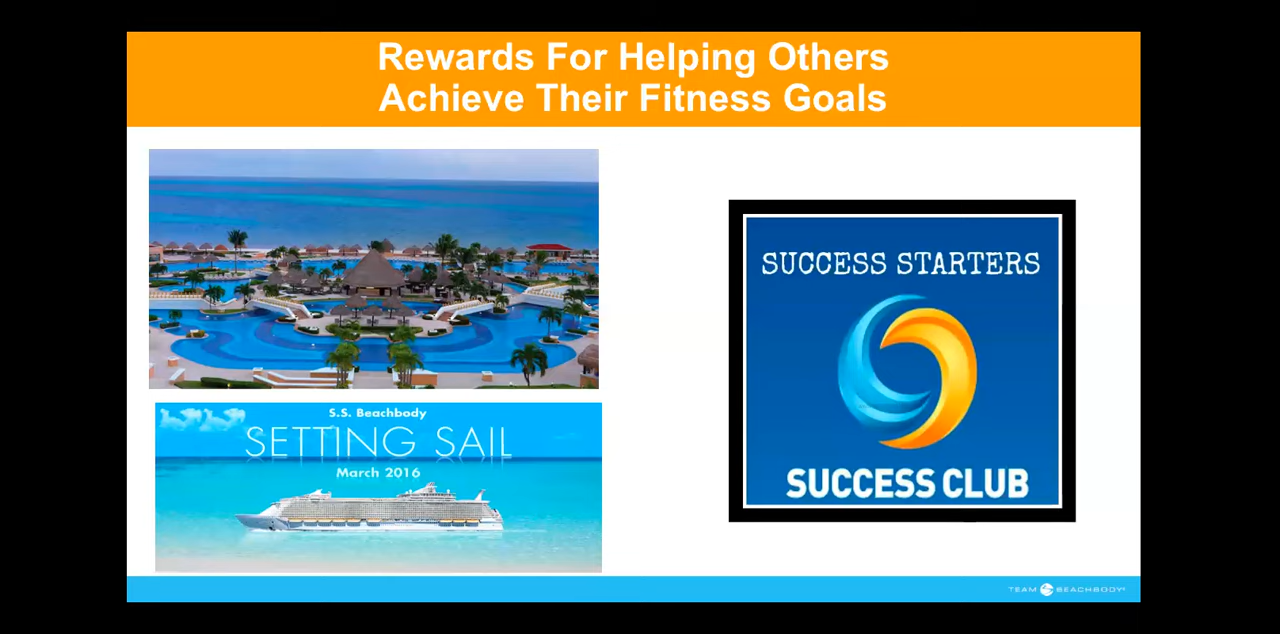 Rewards For Helping Others
Achieve Their Fitness Goals
S.S. Beachbody
SETTING SAIL
March 2016
SUCCESS STARTERS
SUCCESS CLUB
TEAM BEACHBODY